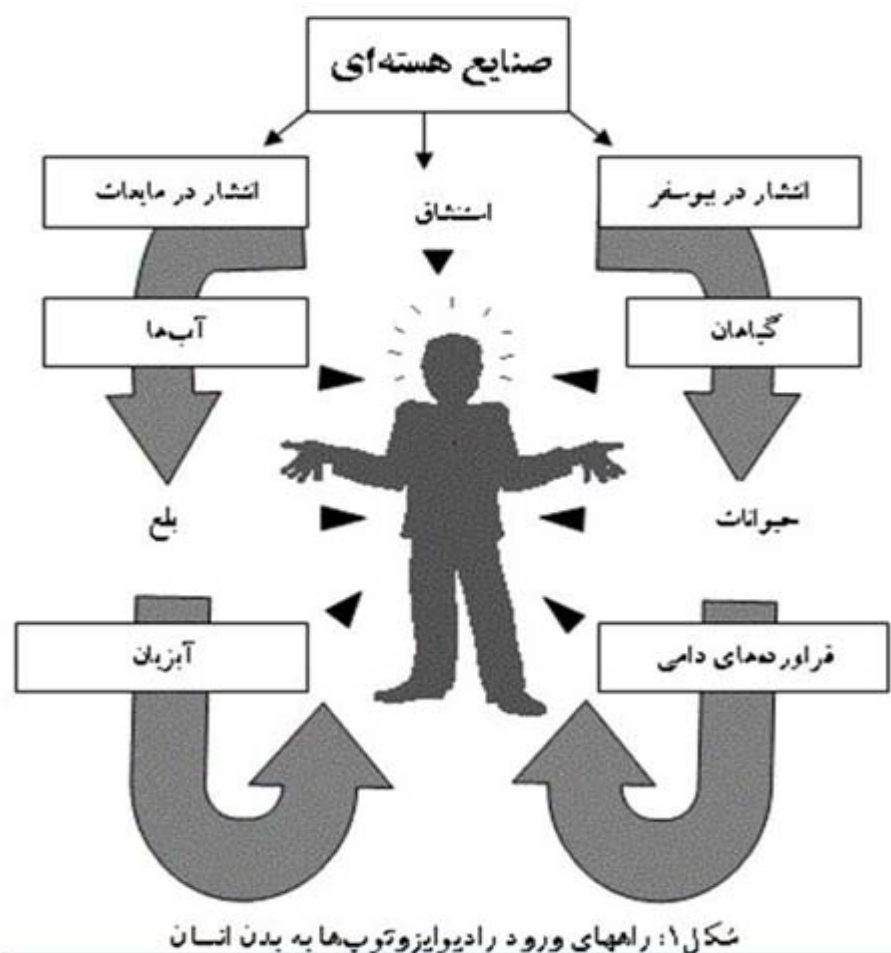 صنایع هسته‌ای
انتشار در بیوسفر
استنشاق
انتشار در مایعات
گیاهان
آب‌ها
حیوانات
بلع
فراورده‌های دامی
آبزیان
شکل۱: راههای ورود رادیوایزوتوپ‌ها به بدن انسان